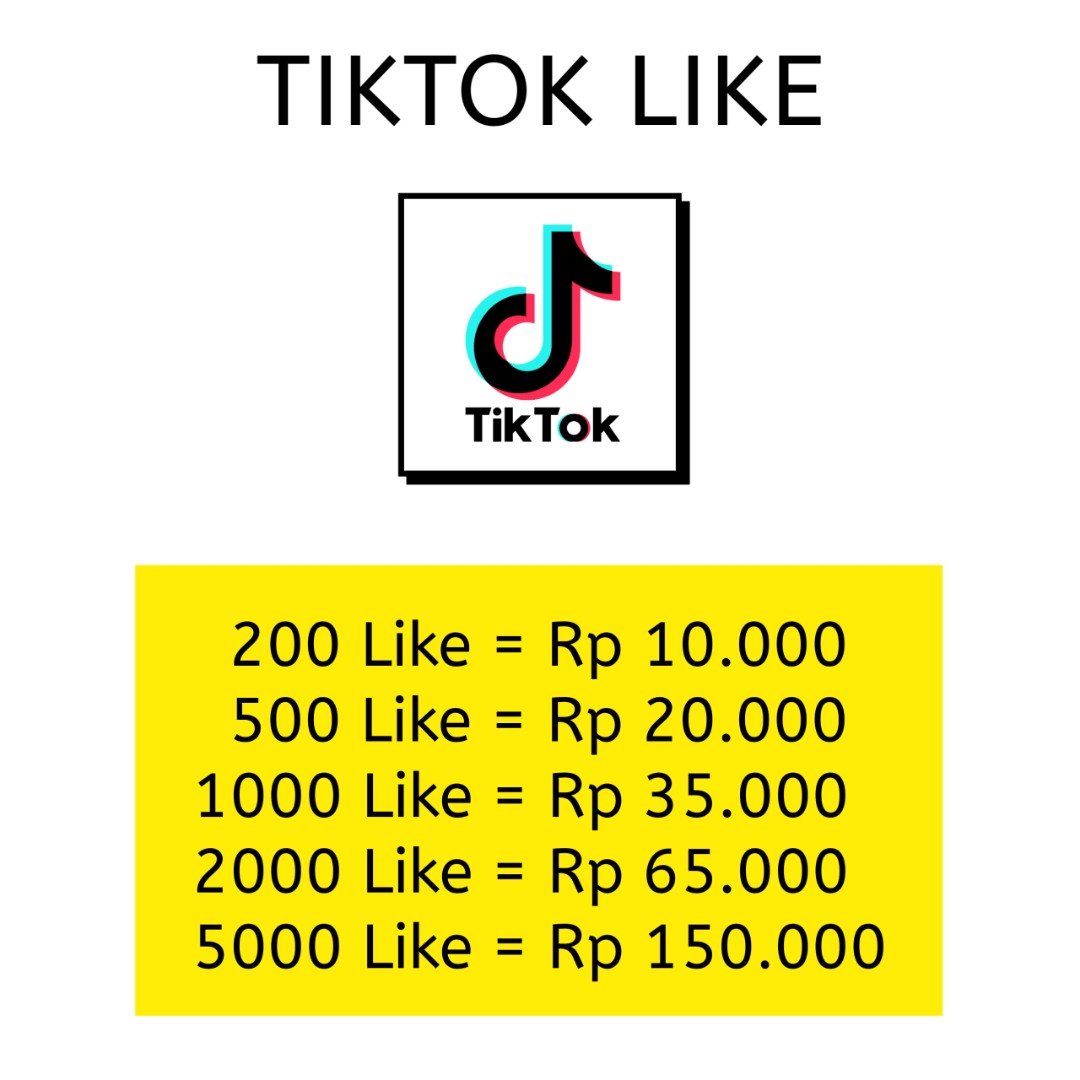 TIKTOK LIKE
TikTok
200 Like = Rp 10.000
500 Like = Rp 20.000
1000 Like = Rp 35.000
2000 Like = Rp 65.000
5000 Like = Rp 150.000